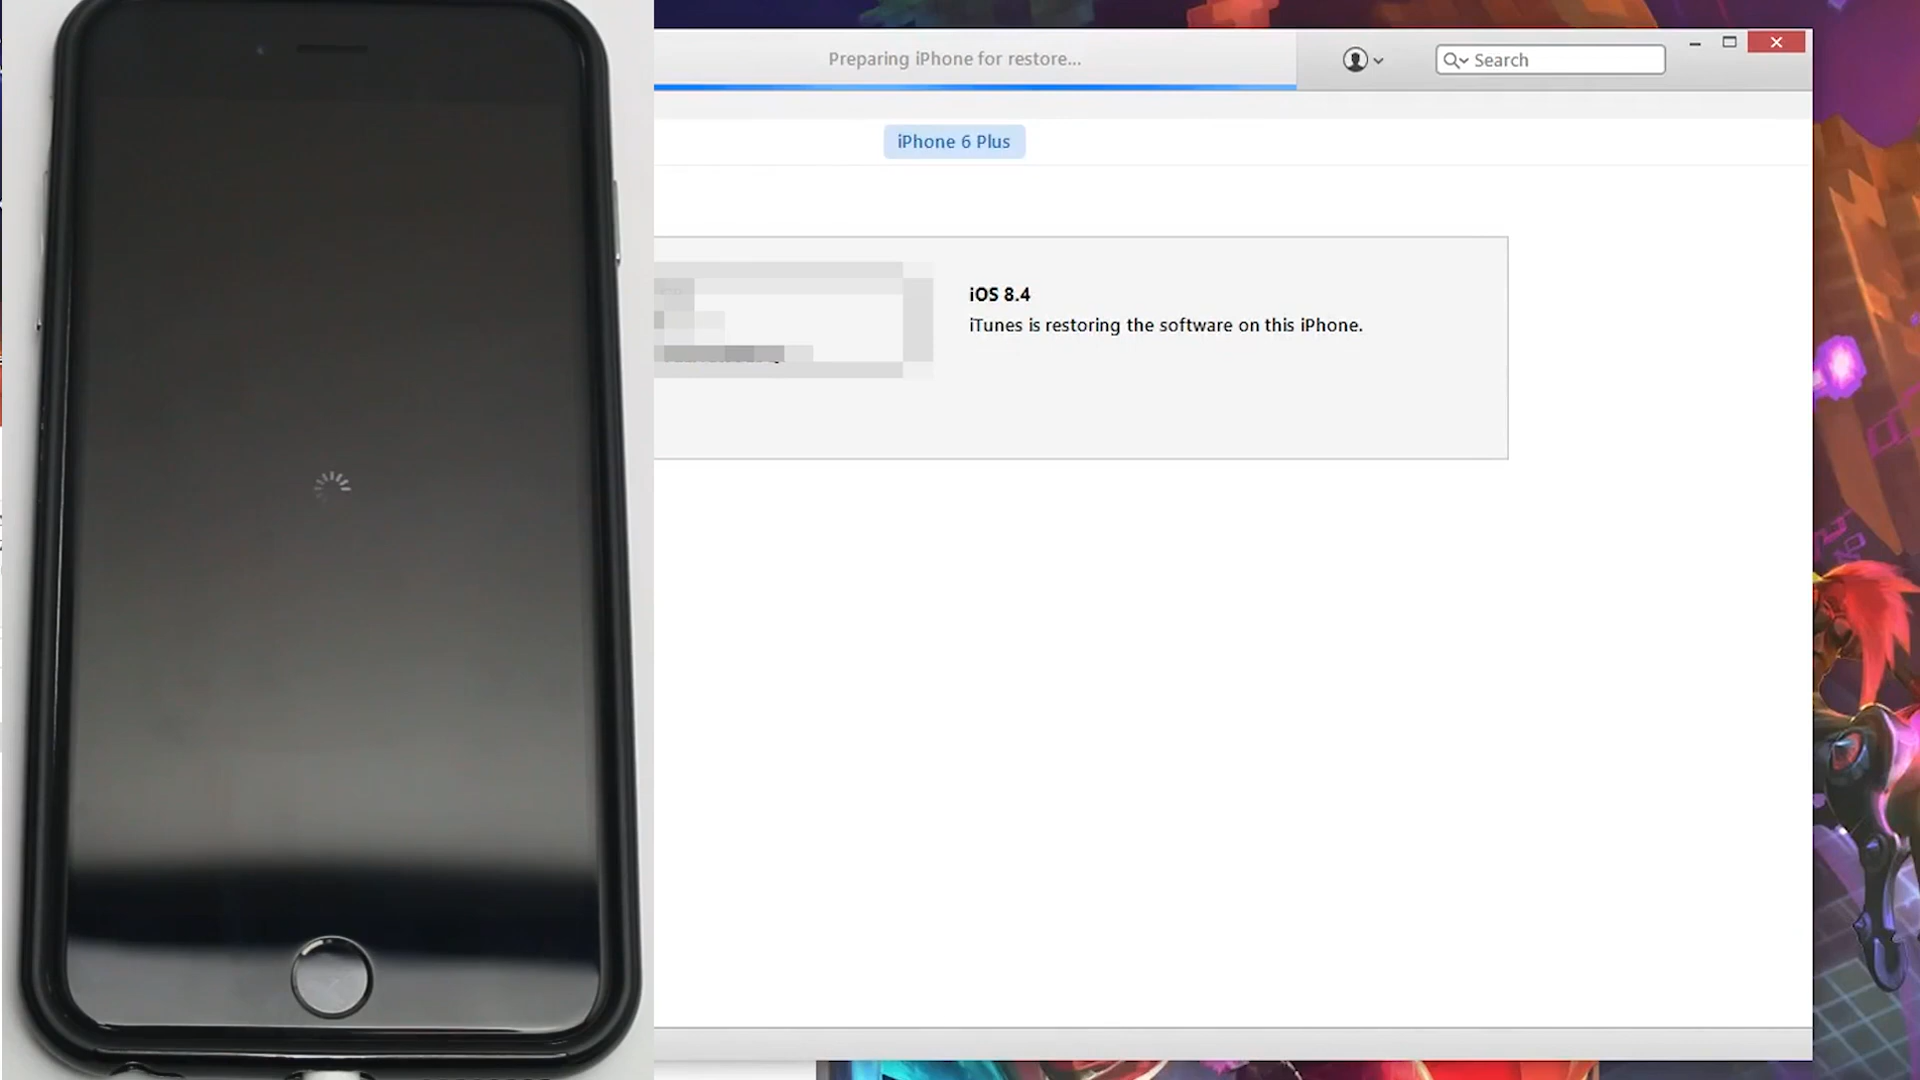 Preparing iPhone for restore...
Search
iPhone 6 Plus
iOS 8.4
iTunes is restoring the software on this iPhone.